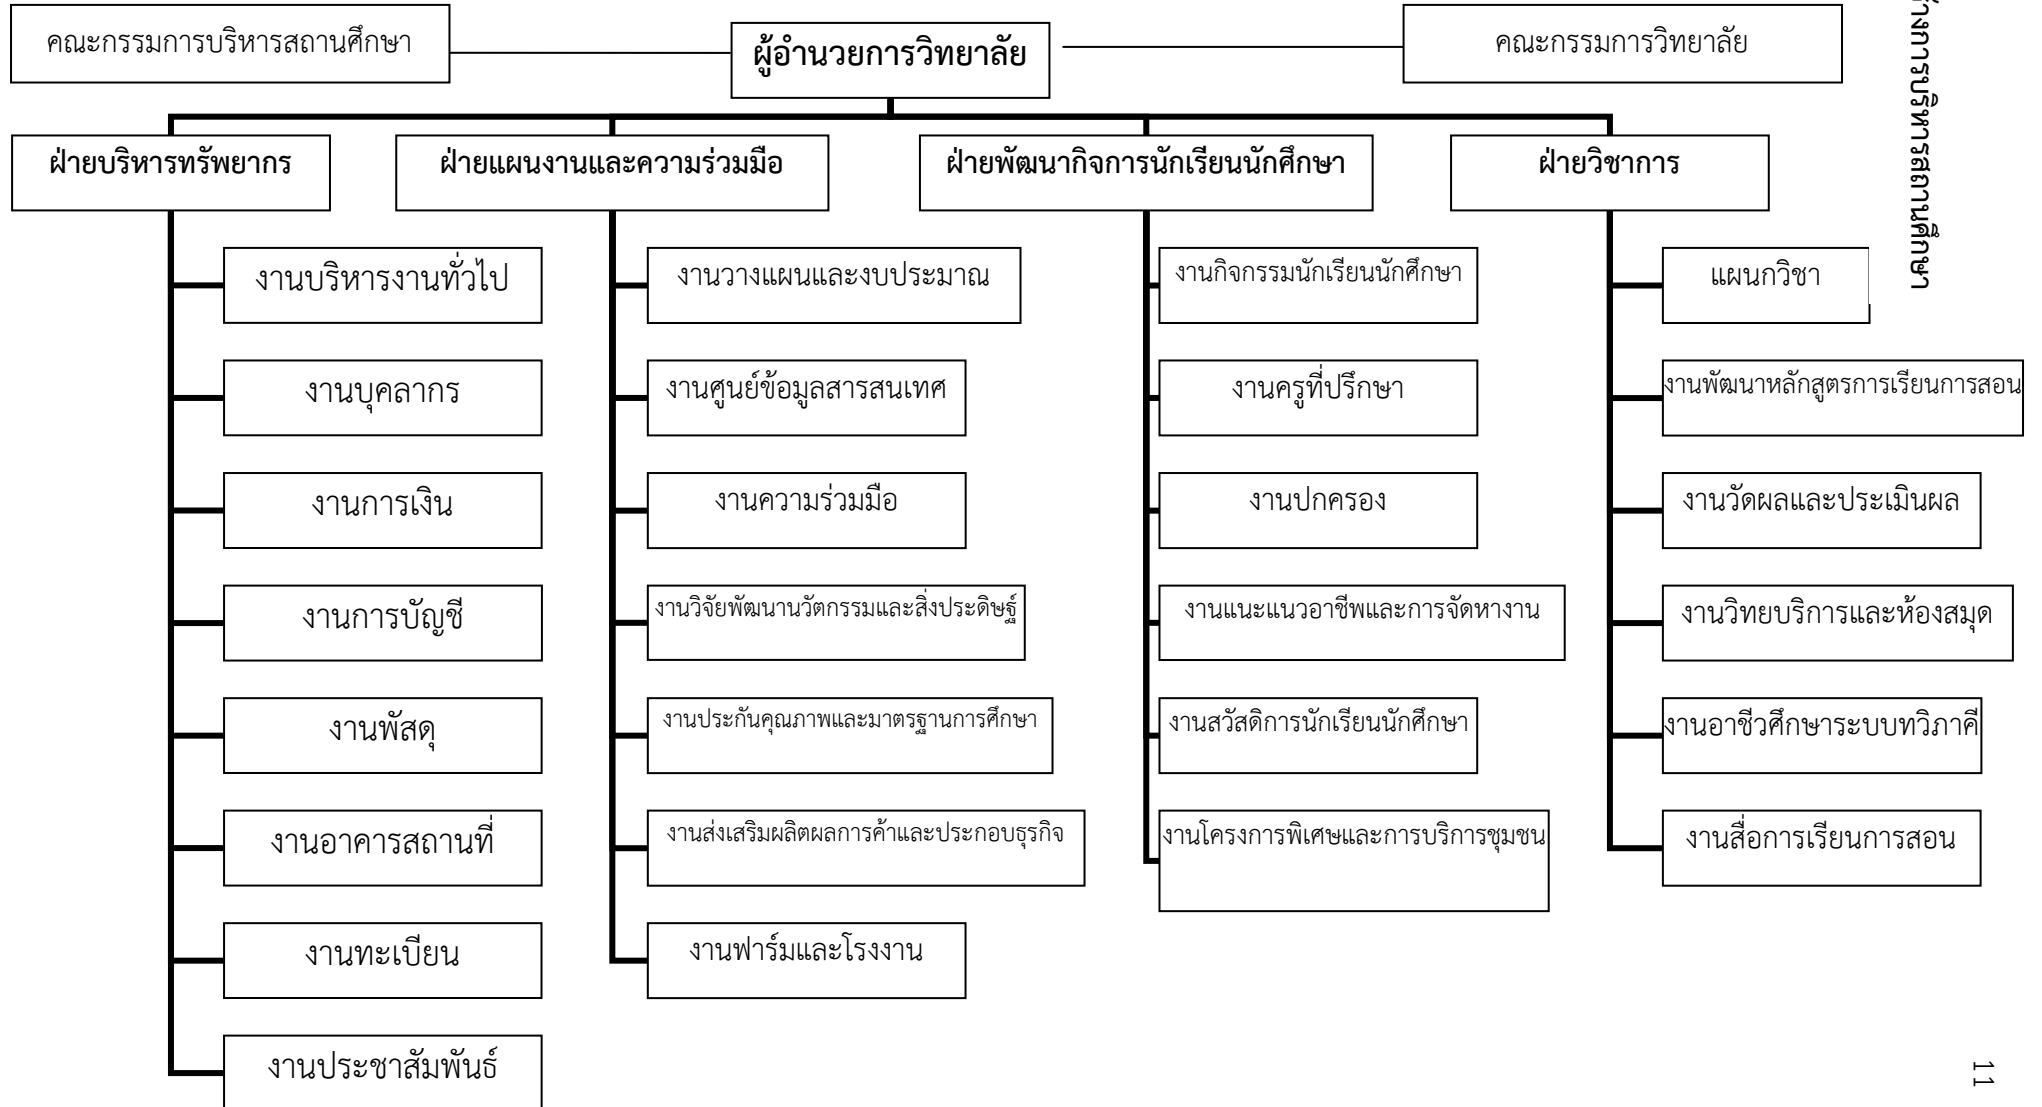 คณะกรรมการบริหารสถานศึกษา
ผู้อำนวยการวิทยาลัย
คณะกรรมการวิทยาลัย
ฝ่ายบริหารทรัพยากร
ฝ่ายแผนงานและความร่วมมือ
ฝ่ายพัฒนากิจการนักเรียนนักศึกษา
ฝ่ายวิชาการ
งานบริหารงานทั่วไป
งานบุคลากร
งานการเงิน
งานการบัญชี
งานพัสดุ
งานอาคารสถานที่
งานทะเบียน
งานประชาสัมพันธ์
งานวางแผนและงบประมาณ
งานศูนย์ข้อมูลสารสนเทศ
งานความร่วมมือ
งานวิจัยพัฒนานวัตกรรมและสิ่งประดิษฐ์
งานประกันคุณภาพและมาตรฐานการศึกษา
งานส่งเสริมผลิตผลการค้าและประกอบธุรกิจ
งานฟาร์มและโรงงาน
งานกิจกรรมนักเรียนนักศึกษา
งานครูที่ปรึกษา
งานปกครอง
งานแนะแนวอาชีพและการจัดหางาน
งานสวัสดิการนักเรียนนักศึกษา
งานโครงการพิเศษและการบริการชุมชน
แผนกวิชา
งานพัฒนาหลักสูตรการเรียนการสอน
งานวัดผลและประเมินผล
งานวิทยบริการและห้องสมุด
งานอาชีวศึกษาระบบทวิภาคี
งานสื่อการเรียนการสอน
การบริหารสถานศึกษา
11